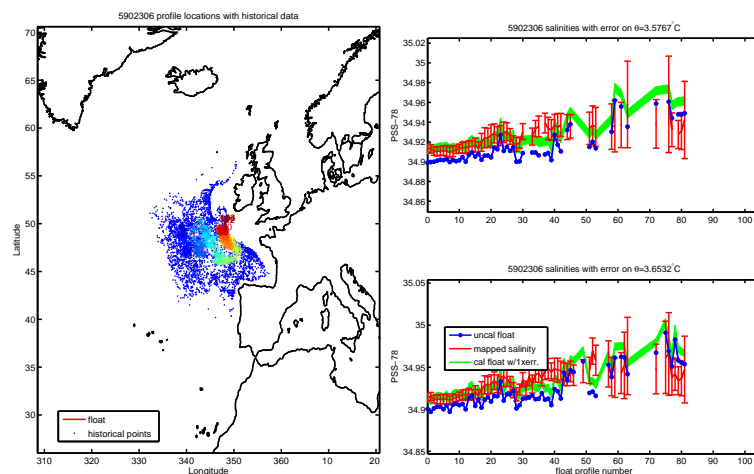 5902306 profile locations with historical data
70
65
60
55
50
45
40
35
30
Latitude
310
320
330
340
350
360
10
20
Longitude
float
historical points
5902306 salinities with error on θ=3.5767°C
35.02
35
34.98
34.96
34.94
34.92
34.9
34.88
34.86
PSS−78
0 10 20 30 40 50 60 70 80 90 100
5902306 salinities with error on θ=3.6532°C
35.05
35
34.95
34.9
34.85
PSS−78
uncal float
mapped salinity
cal float w/1xerr.
0 10 20 30 40 50 60 70 80 90 100
float profile number